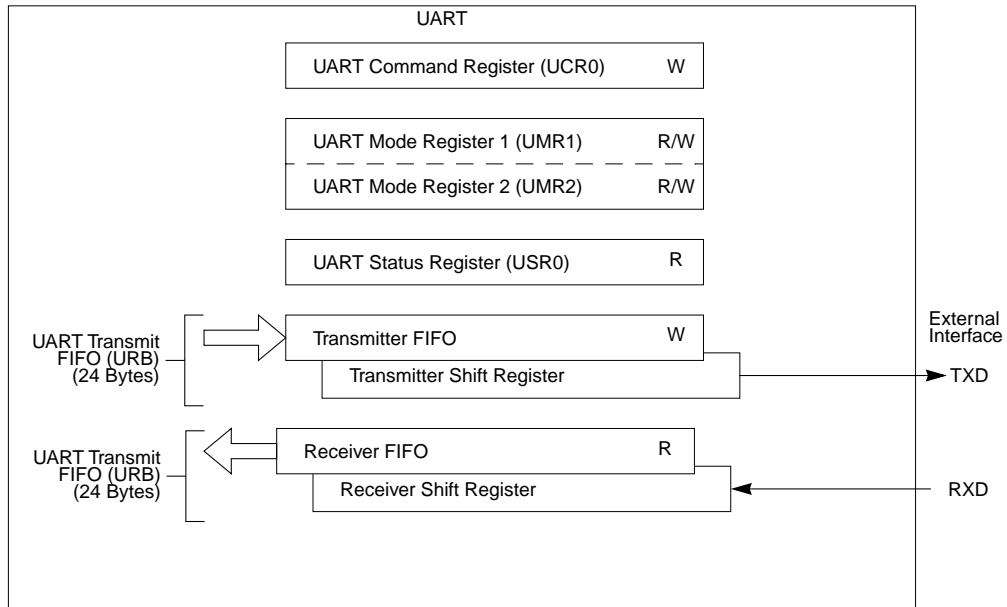 UART
UART Command Register (UCR0) W
UART Mode Register 1 (UMR1) R/W
UART Mode Register 2 (UMR2) R/W
UART Status Register (USR0) R
UART Transmit
FIFO (URB)
(24 Bytes)
Transmitter FIFO W
Transmitter Shift Register
External
Interface
TXD
UART Transmit
FIFO (URB)
(24 Bytes)
Receiver FIFO R
Receiver Shift Register
RXD